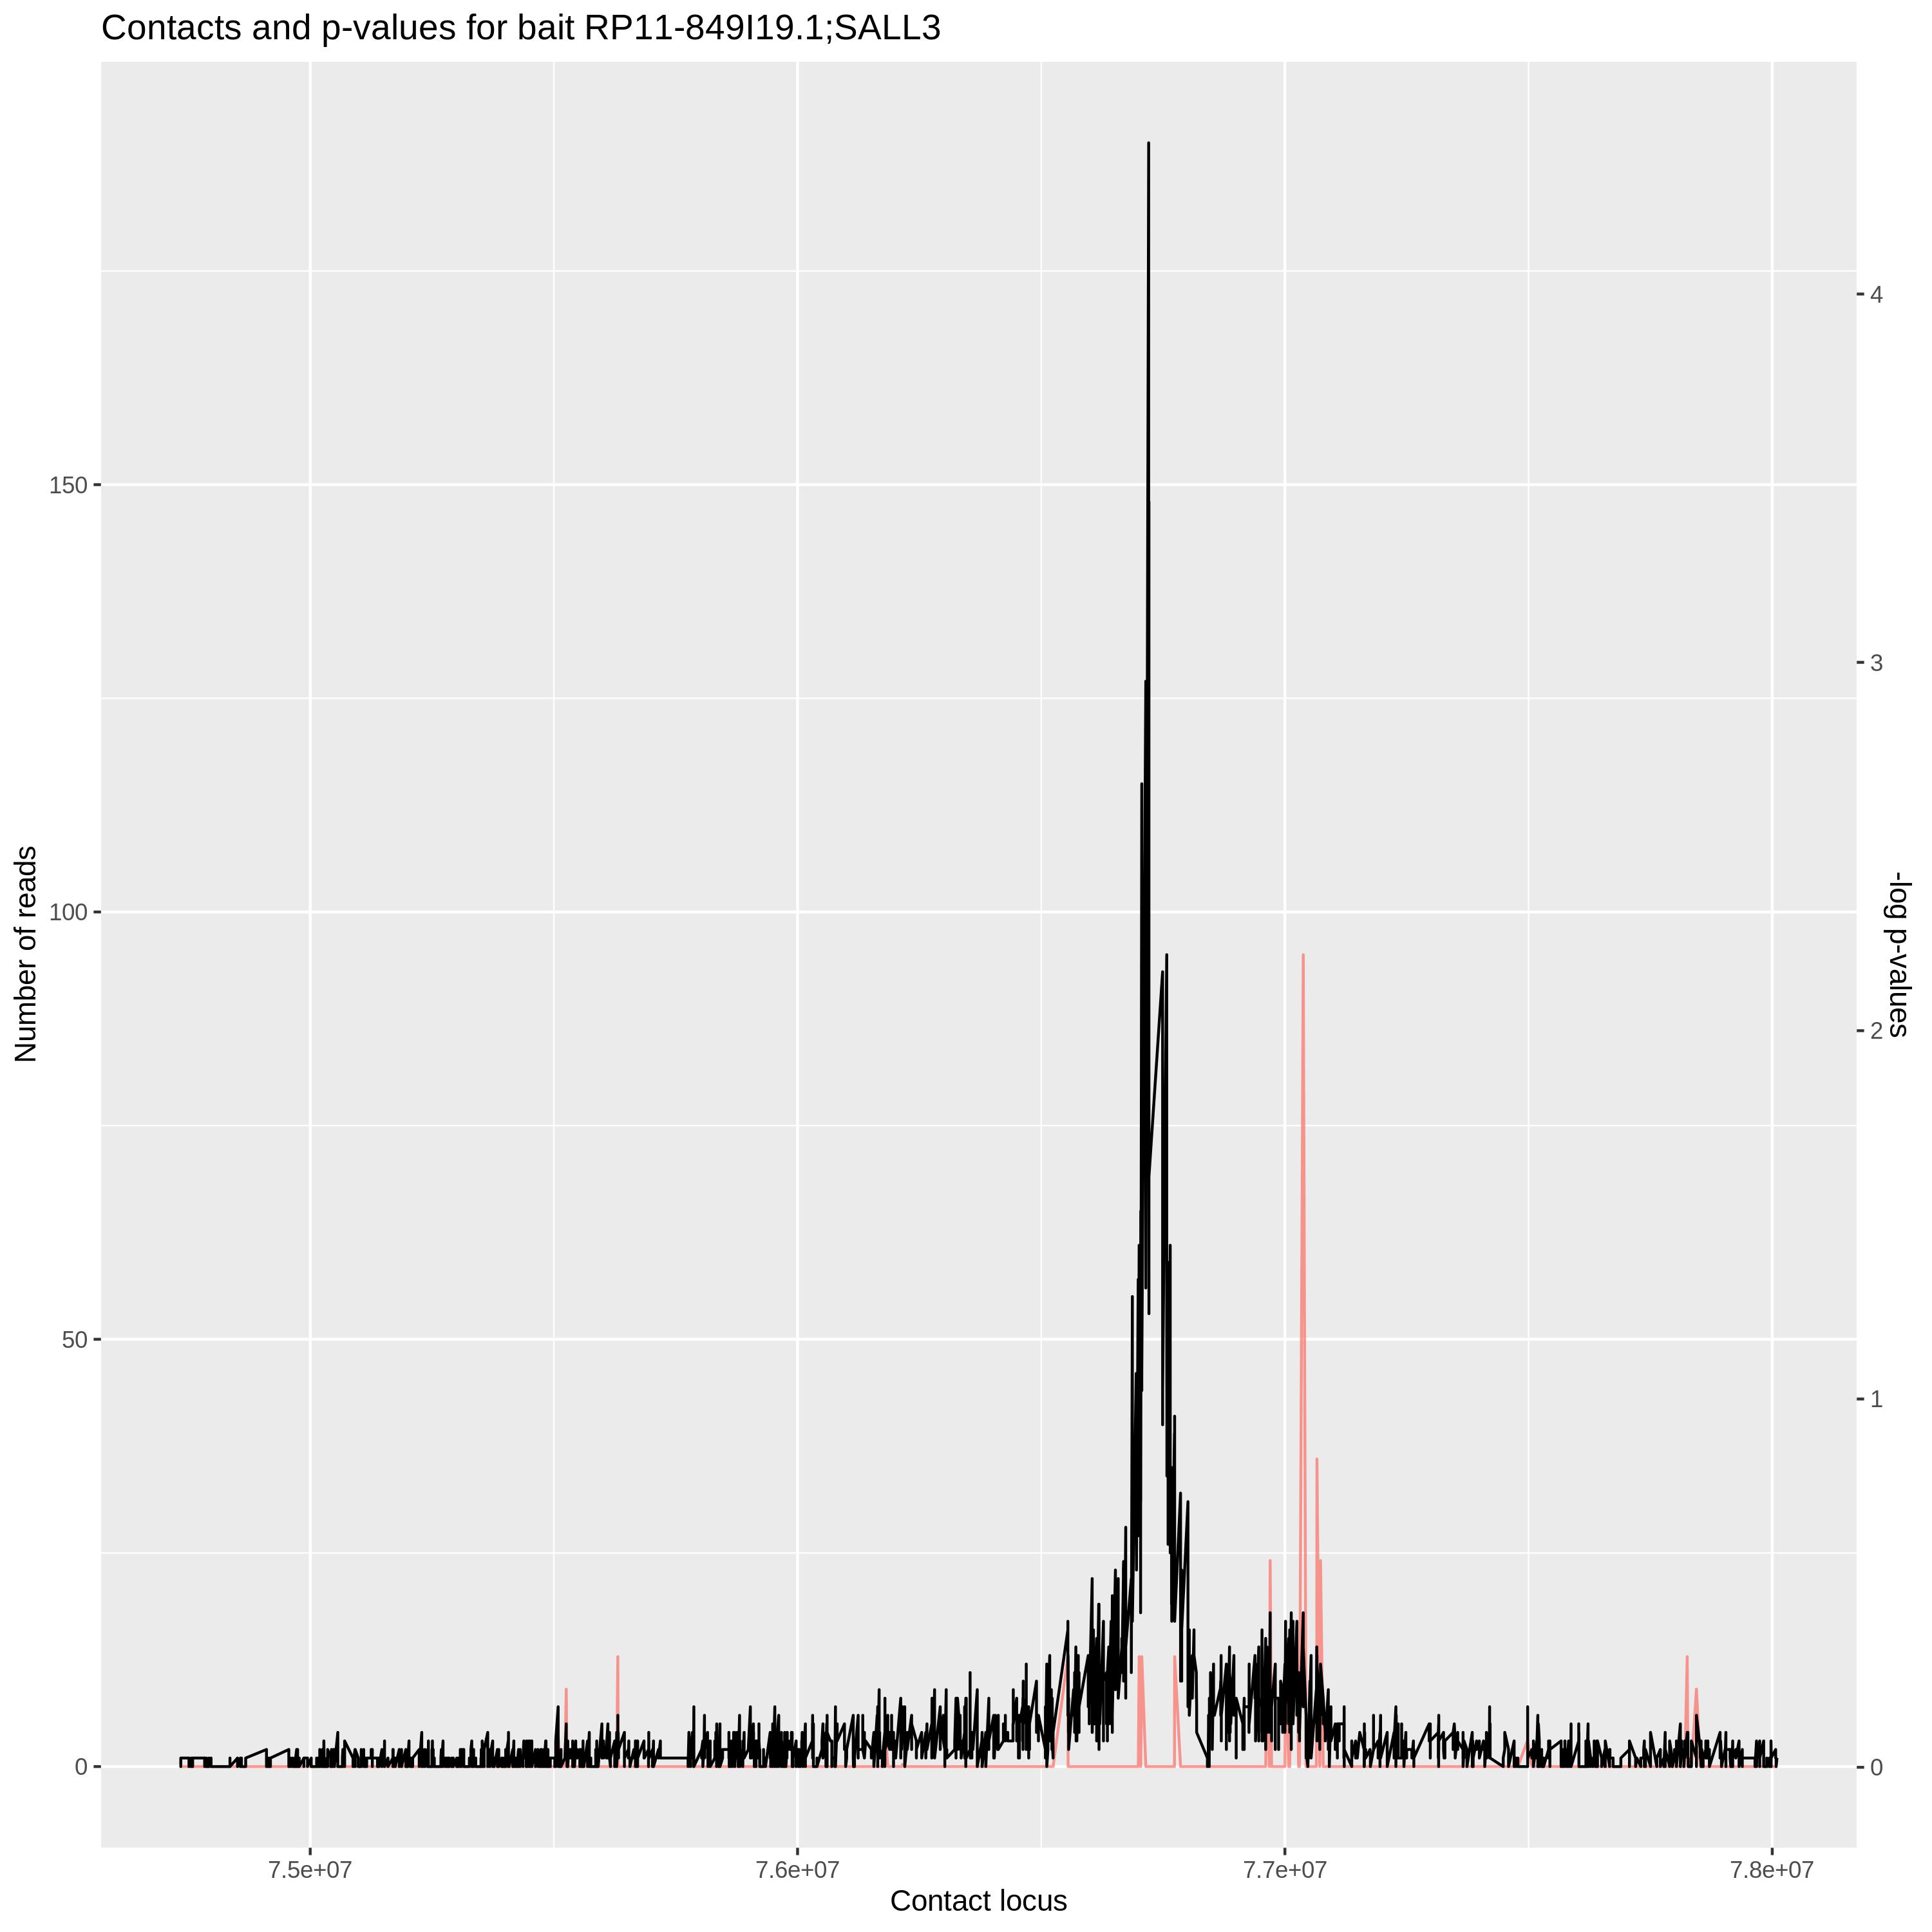 Contacts and p-values for bait RP11-849I19.1;SALL3
150
100
50
0
Number of reads
4
3
2
1
0
-log p-values
7.5e+07 7.6e+07 7.7e+07 7.8e+07
Contact locus